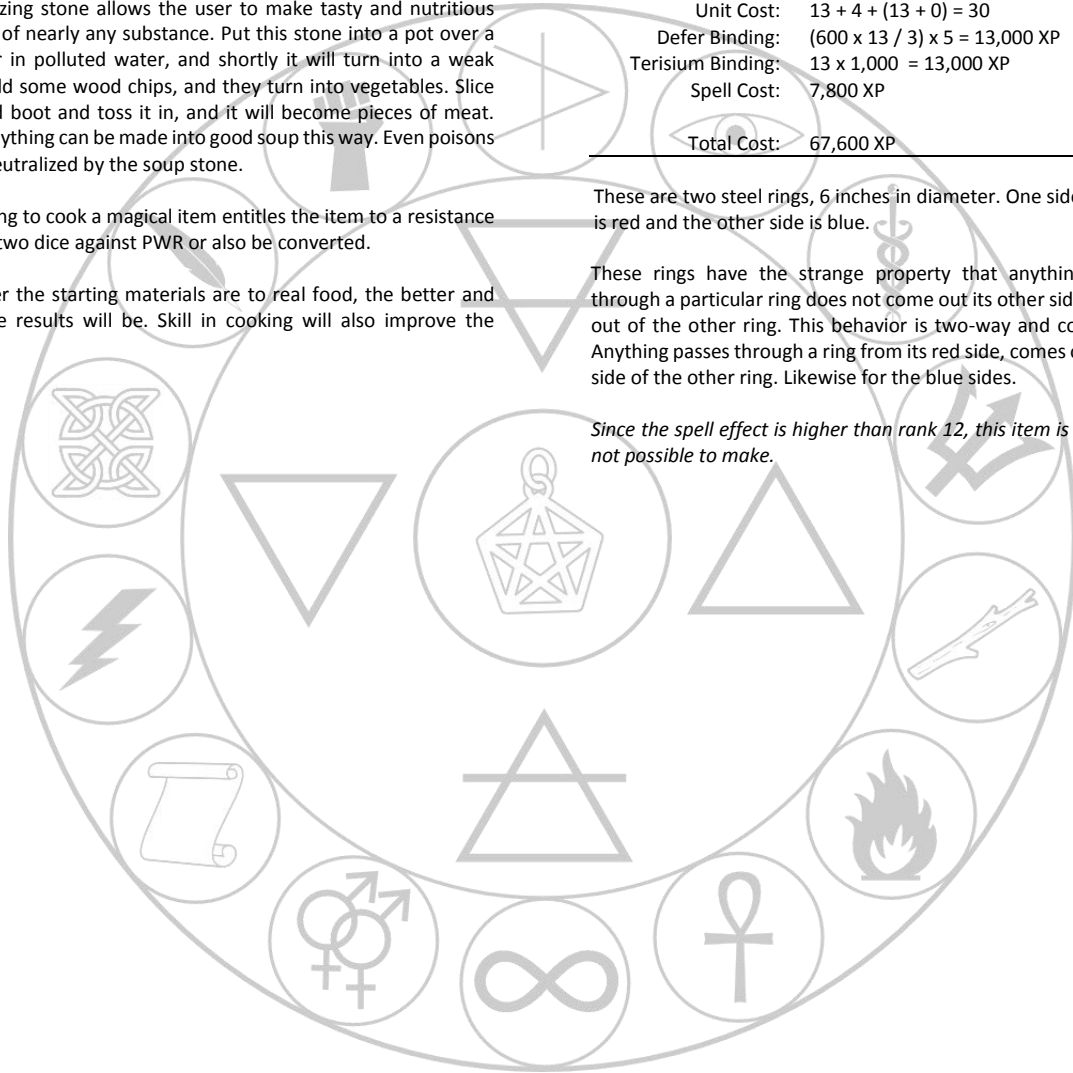 zing stone allows the user to make tasty and nutritious
of nearly any substance. Put this stone into a pot over a
r in polluted water, and shortly it will turn into a weak
ld some wood chips, and they turn into vegetables. Slice
d boot and toss it in, and it will become pieces of meat.
ything can be made into good soup this way. Even poisons
eutralized by the soup stone.
ng to cook a magical item entitles the item to a resistance
two dice against PWR or also be converted.
er the starting materials are to real food, the better and
e results will be. Skill in cooking will also improve the
Unit Cost: 13 + 4 + (13 + 0) = 30
Defer Binding: (600 x 13 / 3) x 5 = 13,000 XP
Terisium Binding: 13 x 1,000 = 13,000 XP
Spell Cost: 7,800 XP
Total Cost: 67,600 XP
These are two steel rings, 6 inches in diameter. One side
is red and the other side is blue.
These rings have the strange property that anythin
through a particular ring does not come out its other sid
out of the other ring. This behavior is two-way and co
Anything passes through a ring from its red side, comes o
side of the other ring. Likewise for the blue sides.
Since the spell effect is higher than rank 12, this item is
not possible to make.